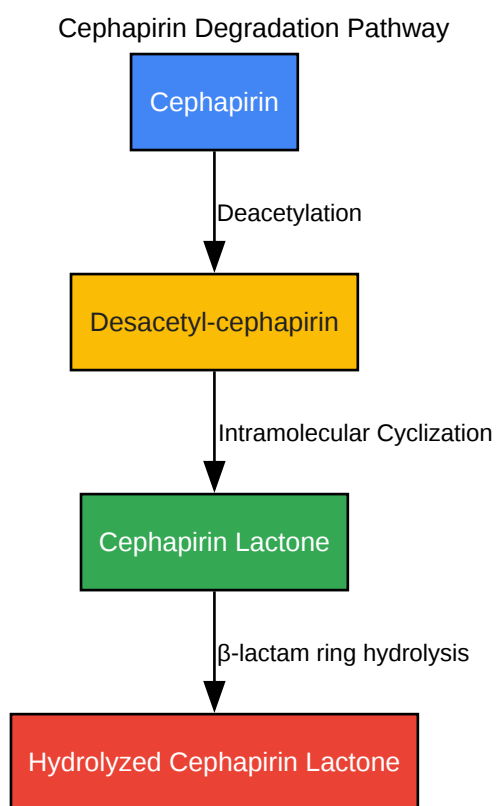 Cephapirin Degradation Pathway
Cephapirin
Deacetylation
Desacetyl-cephapirin
Intramolecular Cyclization
Cephapirin Lactone
β-lactam ring hydrolysis
Hydrolyzed Cephapirin Lactone